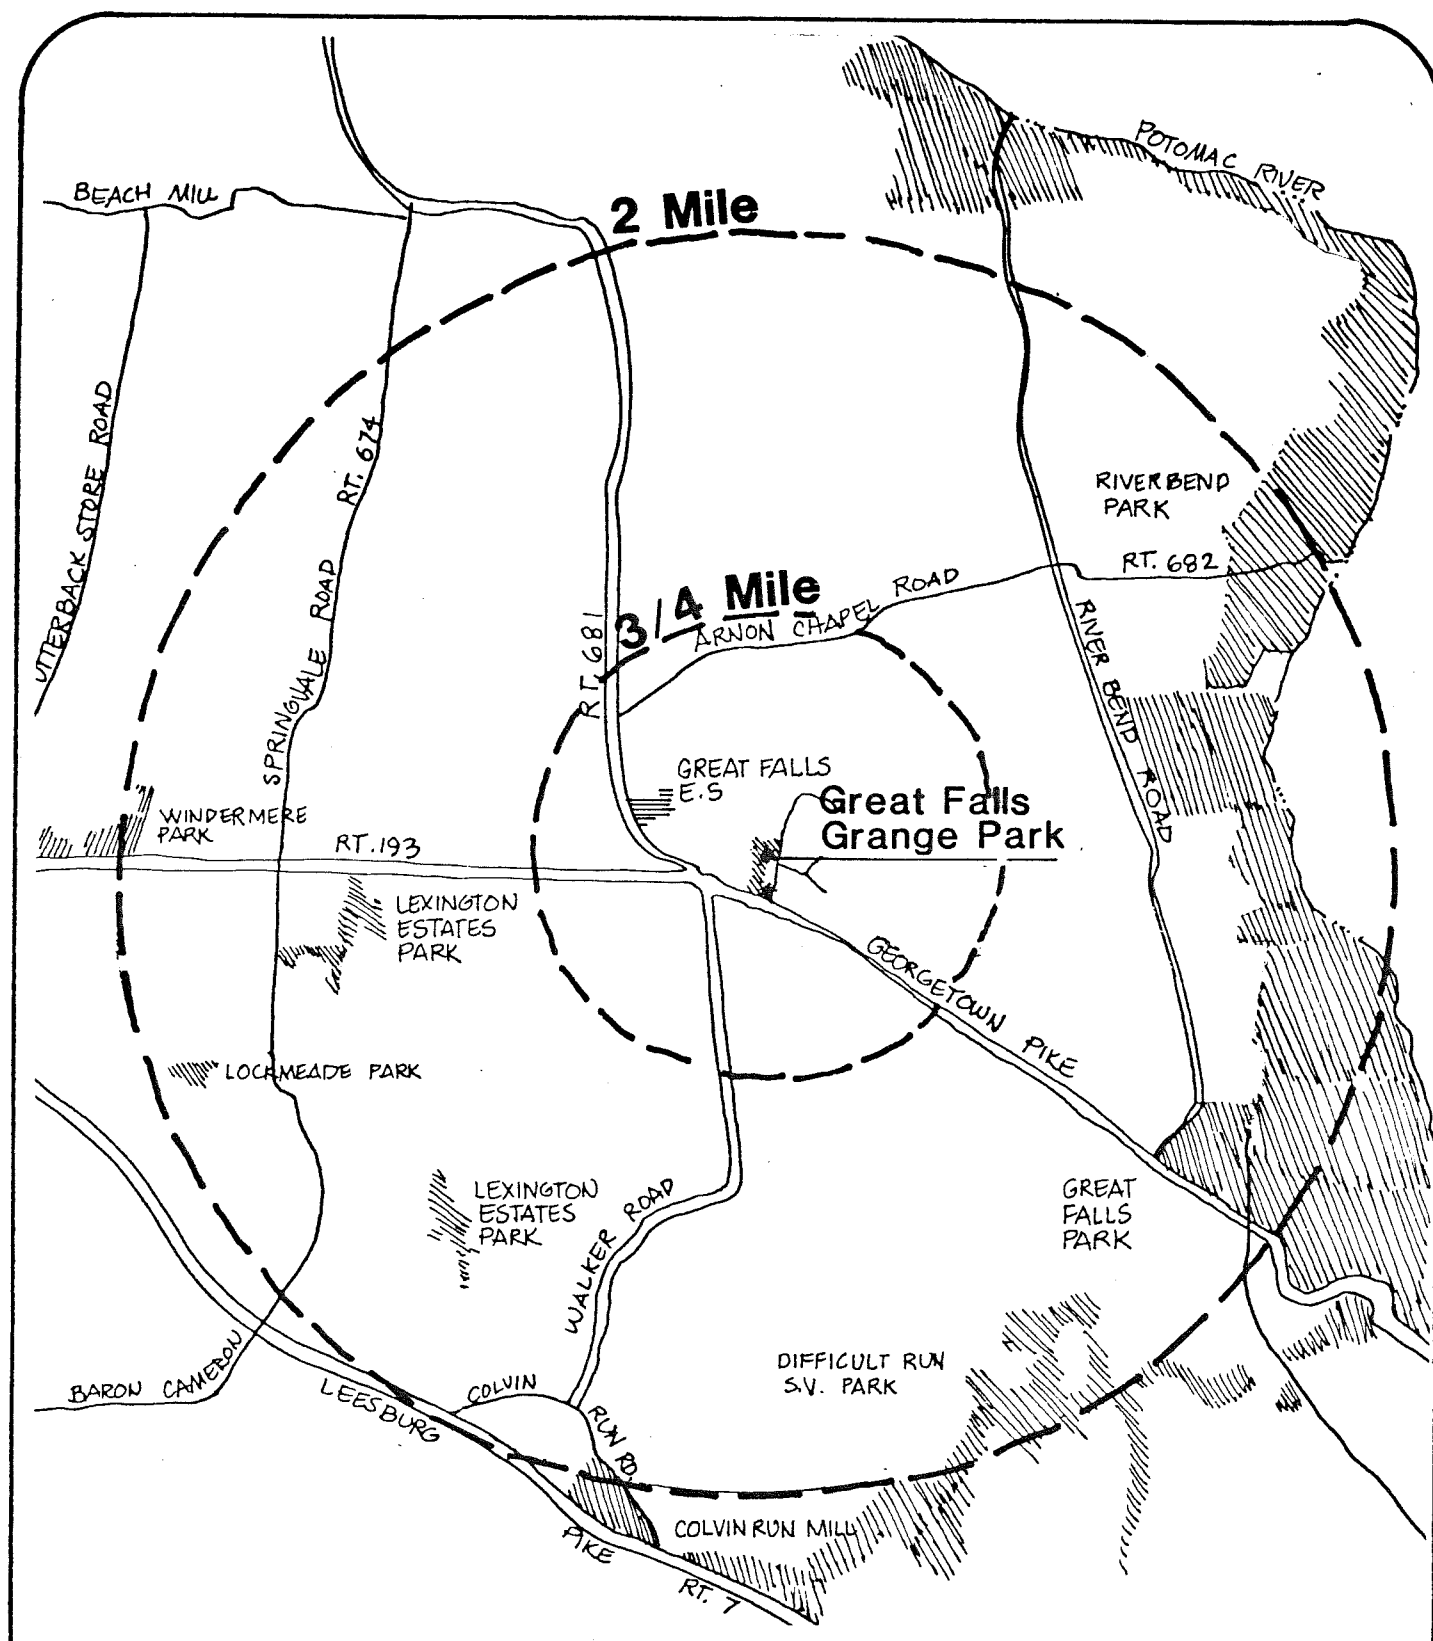 POTOMAC RIVER
BEACH MILL
2 Mile
UTTERBACK STORE ROAD
RT. 674
SPRINGVALE ROAD
RIVERBEND
PARK
RT. 682
3/4 Mile
ARNON CHAPEL ROAD
RT. 681
RIVER BEND ROAD
GREAT FALLS
E.S
Great Falls
Grange Park
WINDERMERE
PARK
RT. 193
LEXINGTON
ESTATES
PARK
GEORGETOWN PIKE
LOCKMEADE PARK
LEXINGTON
ESTATES
PARK
WALKER ROAD
GREAT
FALLS
PARK
DIFFICULT RUN
S.V. PARK
BARON CAMERON
COLVIN RUN RD.
LEESBURG PIKE RT. 7
COLVIN RUN MILL